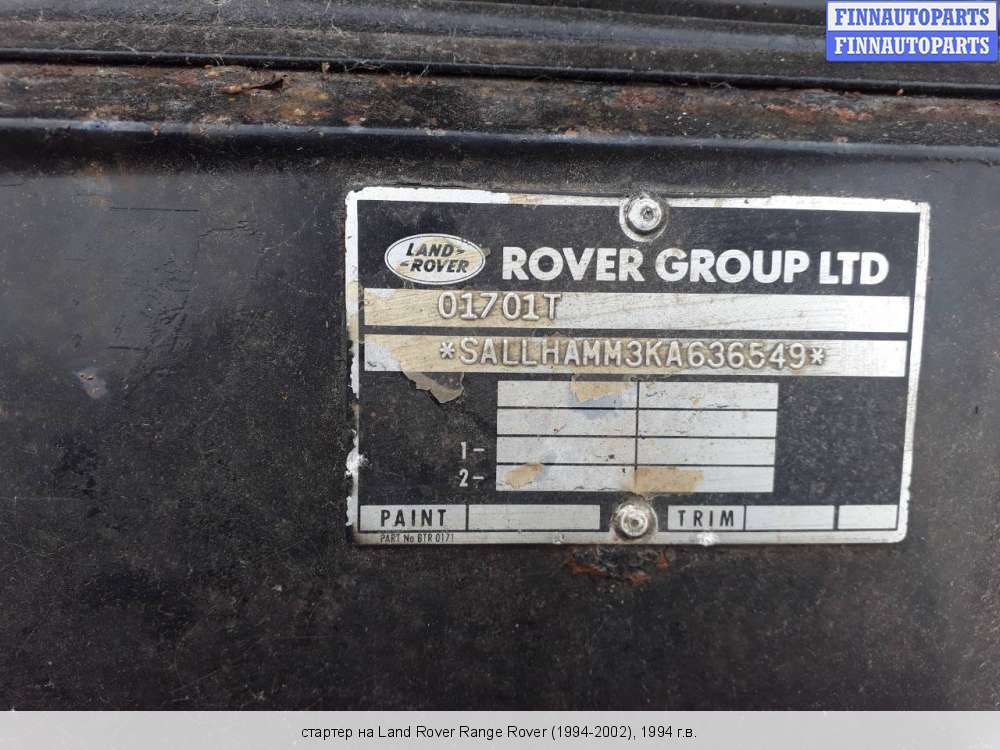 FINNAUTOPARTS
FINNAUTOPARTS
LAND-
-ROVER
ROVER GROUP LTD
01701T
*SALLHAMM3KA636549*
1-
2-
PAINT
TRIM
PART No BTR 0171
стартер на Land Rover Range Rover (1994-2002), 1994 г.в.